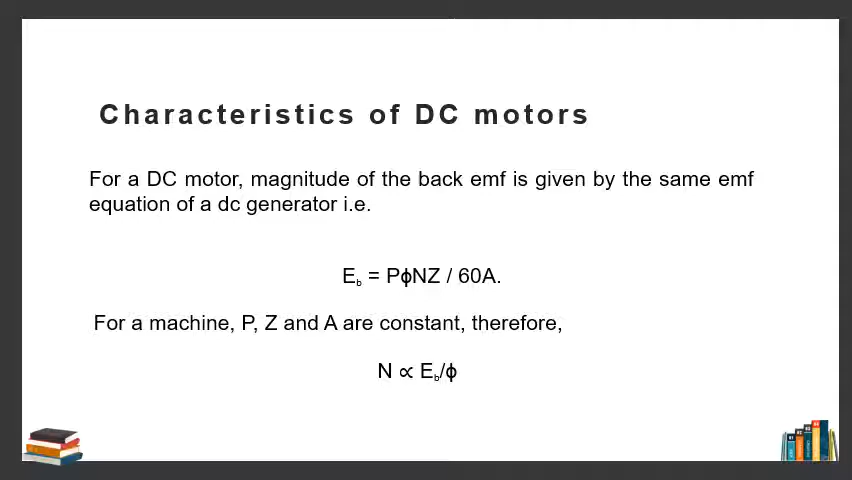 Characteristics of DC motors
For a DC motor, magnitude of the back emf is given by the same emf
equation of a dc generator i.e.
E_b = PϕNZ / 60A.
For a machine, P, Z and A are constant, therefore,
N ∝ E_b/ϕ